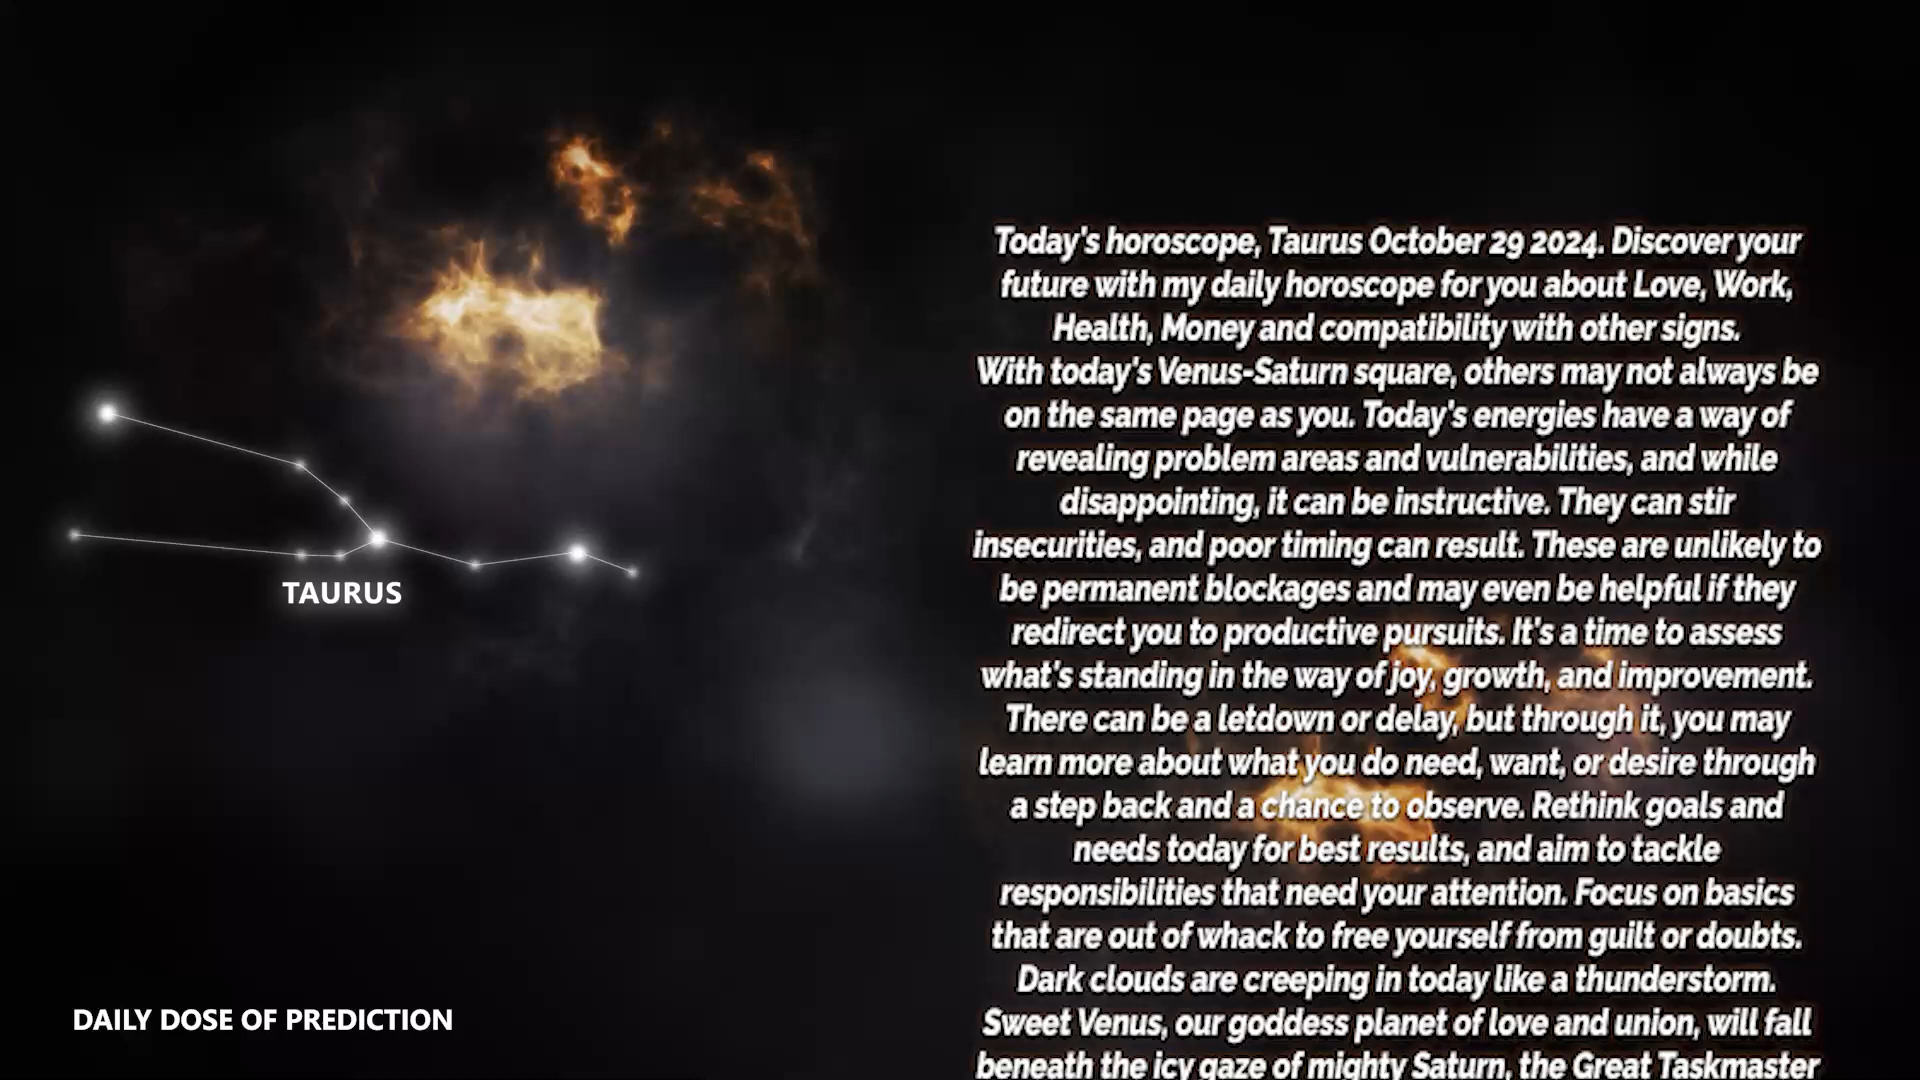 Today's horoscope, Taurus October 29 2024. Discover your
future with my daily horoscope for you about Love, Work,
Health, Money and compatibility with other signs.
With today's Venus-Saturn square, others may not always be
on the same page as you. Today's energies have a way of
revealing problem areas and vulnerabilities, and while
disappointing, it can be instructive. They can stir
insecurities, and poor timing can result. These are unlikely to
be permanent blockages and may even be helpful if they
redirect you to productive pursuits. It's a time to assess
what's standing in the way of joy, growth, and improvement.
There can be a letdown or delay, but through it, you may
learn more about what you do need, want, or desire through
a step back and a chance to observe. Rethink goals and
needs today for best results, and aim to tackle
responsibilities that need your attention. Focus on basics
that are out of whack to free yourself from guilt or doubts.
Dark clouds are creeping in today like a thunderstorm.
Sweet Venus, our goddess planet of love and union, will fall
beneath the icy gaze of mighty Saturn, the Great Taskmaster
TAURUS
DAILY DOSE OF PREDICTION